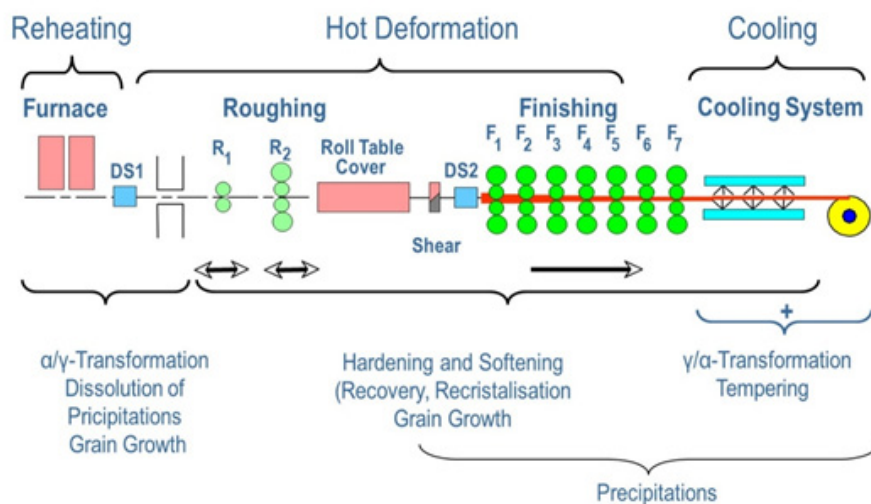 Reheating
Hot Deformation
Cooling
Furnace
Roughing
Finishing
Cooling System
DS1
R1
R2
Roll Table
Cover
DS2
F1
F2
F3
F4
F5
F6
F7
Shear
+
α/γ-Transformation
Dissolution of
Pricipitations
Grain Growth
Hardening and Softening
(Recovery, Recristalisation
Grain Growth
γ/α-Transformation
Tempering
Precipitations